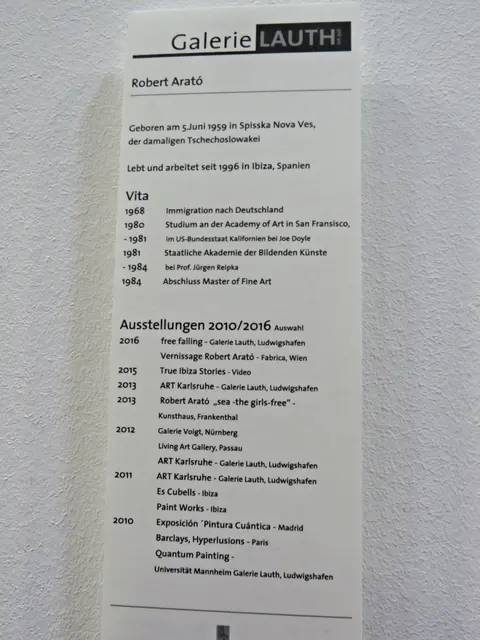 Galerie LAUTH
Robert Arató
Geboren am 5.Juni 1959 in Spisska Nova Ves,
der damaligen Tschechoslowakei
Lebt und arbeitet seit 1996 in Ibiza, Spanien
Vita
1968 Immigration nach Deutschland
1980 Studium an der Academy of Art in San Fransisco,
- 1981 im US-Bundesstaat Kalifornien bei Joe Doyle
1981 Staatliche Akademie der Bildenden Künste
- 1984 bei Prof. Jürgen Reipka
1984 Abschluss Master of Fine Art
Ausstellungen 2010/2016 Auswahl
2016 free falling - Galerie Lauth, Ludwigshafen
Vernissage Robert Arató - Fabrica, Wien
2015 True Ibiza Stories - Video
2013 ART Karlsruhe - Galerie Lauth, Ludwigshafen
2013 Robert Arató „sea -the girls-free" -
Kunsthaus, Frankenthal
2012 Galerie Voigt, Nürnberg
Living Art Gallery, Passau
ART Karlsruhe - Galerie Lauth, Ludwigshafen
2011 ART Karlsruhe - Galerie Lauth, Ludwigshafen
Es Cubells - Ibiza
Paint Works - Ibiza
2010 Exposición ´Pintura Cuántica - Madrid
Barclays, Hyperlusions - Paris
Quantum Painting -
Universität Mannheim Galerie Lauth, Ludwigshafen